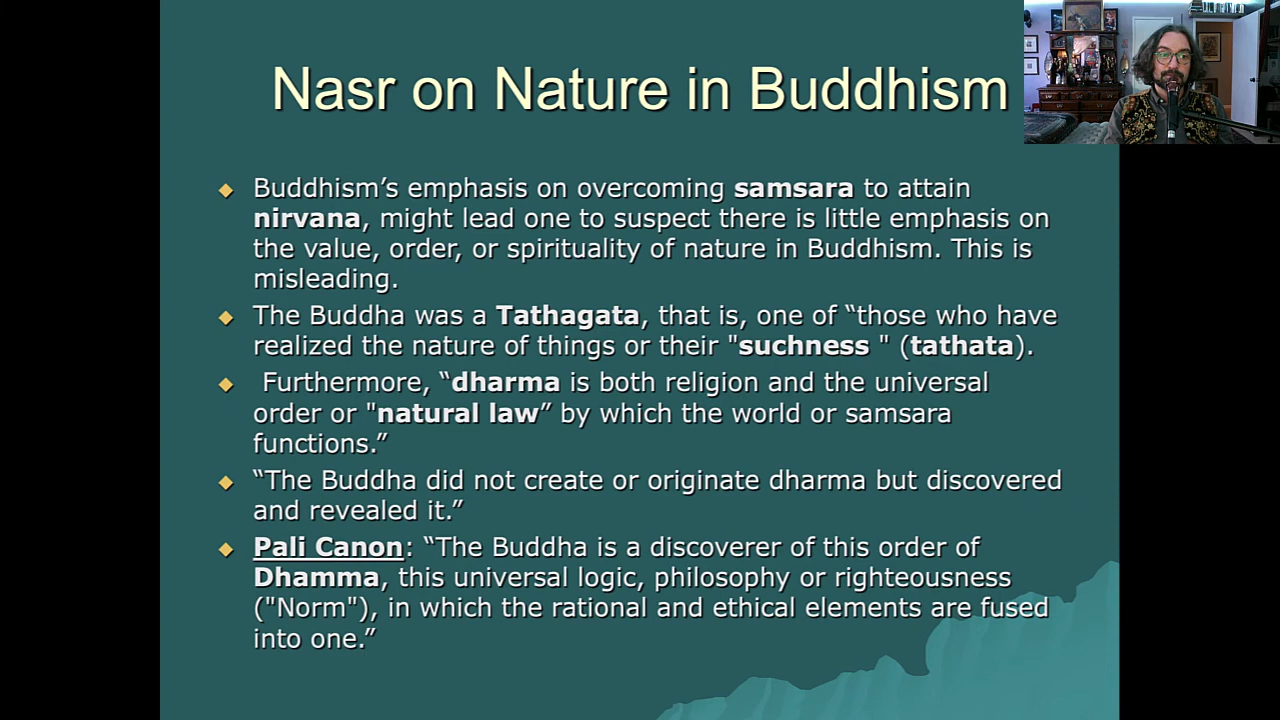 Nasr on Nature in Buddhism
Buddhism’s emphasis on overcoming samsara to attain
nirvana, might lead one to suspect there is little emphasis on
the value, order, or spirituality of nature in Buddhism. This is
misleading.
The Buddha was a Tathagata, that is, one of “those who have
realized the nature of things or their "suchness " (tathata).
Furthermore, “dharma is both religion and the universal
order or "natural law” by which the world or samsara
functions.”
“The Buddha did not create or originate dharma but discovered
and revealed it.”
Pali Canon: “The Buddha is a discoverer of this order of
Dhamma, this universal logic, philosophy or righteousness
("Norm"), in which the rational and ethical elements are fused
into one.”